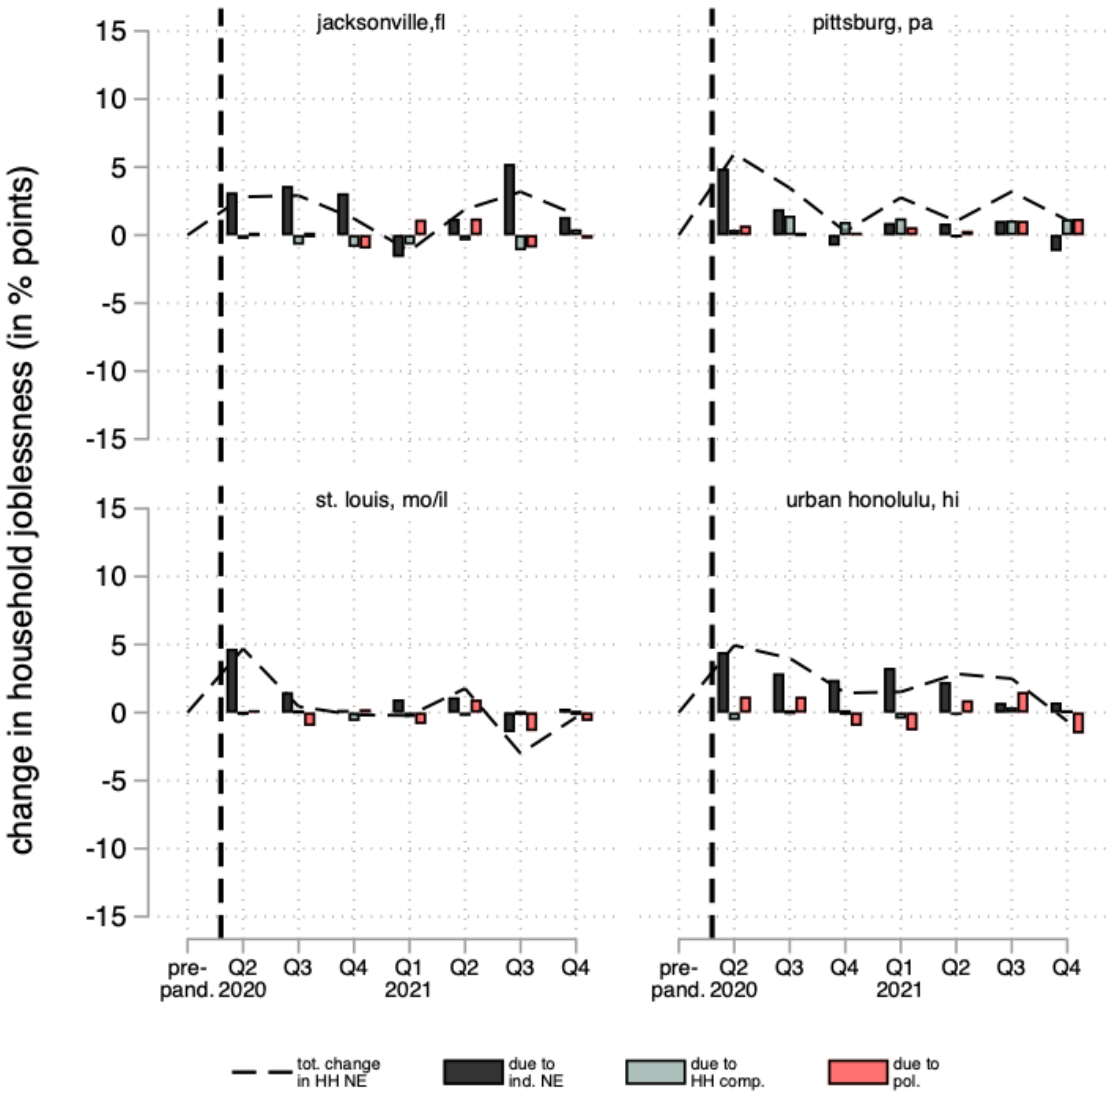 change in household joblessness (in % points)
jacksonville,fl
pittsburg, pa
15
10
5
0
-5
-10
-15
st. louis, mo/il
urban honolulu, hi
15
10
5
0
-5
-10
-15
pre- Q2 Q3 Q4 Q1 Q2 Q3 Q4
pand. 2020 2021
pre- Q2 Q3 Q4 Q1 Q2 Q3 Q4
pand. 2020 2021
tot. change
in HH NE
due to
ind. NE
due to
HH comp.
due to
pol.